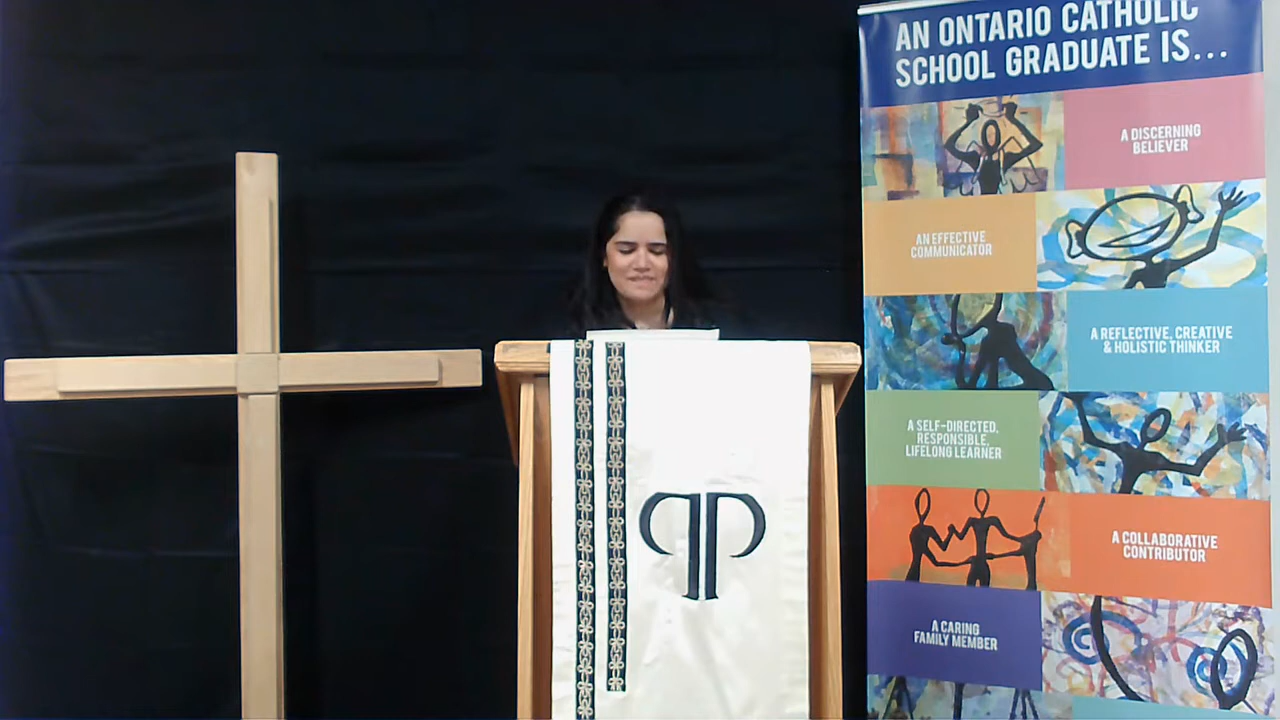 AN ONTARIO CATHOLIC
SCHOOL GRADUATE IS...
A DISCERNING
BELIEVER
AN EFFECTIVE
COMMUNICATOR
A REFLECTIVE, CREATIVE
& HOLISTIC THINKER
A SELF-DIRECTED,
RESPONSIBLE,
LIFELONG LEARNER
A COLLABORATIVE
CONTRIBUTOR
A CARING
FAMILY MEMBER